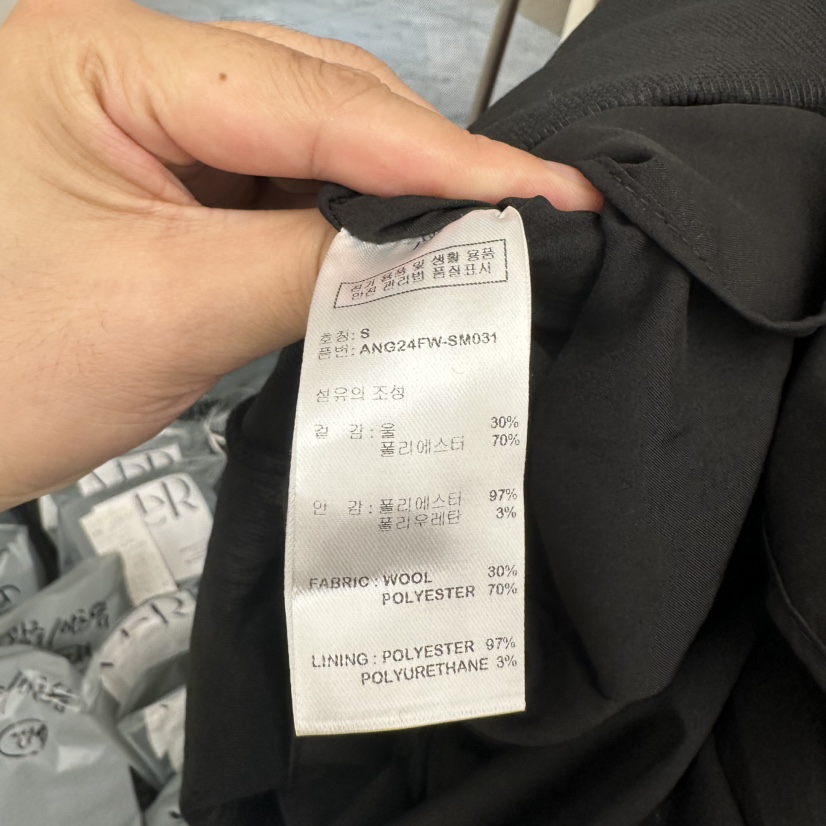 전기 용품 및 생활 용품
안전 관리법 품질표시
호칭: S
품번: ANG24FW-SM031
섬유의 조성
겉 감: 울 30%
폴리에스터 70%
안 감: 폴리에스터 97%
폴리우레탄 3%
FABRIC : WOOL 30%
POLYESTER 70%
LINING : POLYESTER 97%
POLYURETHANE 3%